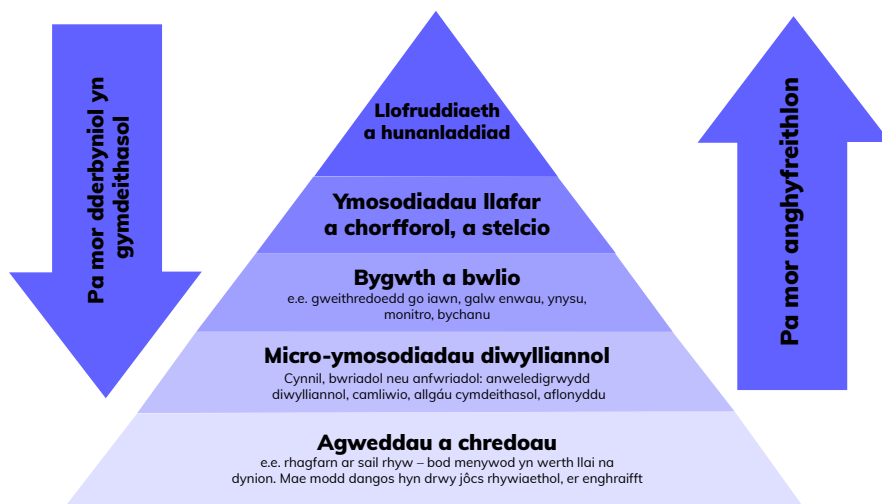 Pa mor dderbyniol yn
gymdeithasol
Llofruddiaeth
a hunanladdiad
Ymosodiadau llafar
a chorfforol, a stelcio
Bygwth a bwlio
e.e. gweithredoedd go iawn, galw enwau, ynysu,
monitro, bychanu
Micro-ymosodiadau diwylliannol
Cynnil, bwriadol neu anfwriadol: anweledigrwydd
diwylliannol, camliwio, allgáu cymdeithasol, aflonyddu
Agweddau a chredoau
e.e. rhagfarn ar sail rhyw – bod menywod yn werth llai na
dynion. Mae modd dangos hyn drwy jôcs rhywiaethol, er enghraifft
Pa mor anghyfreithlon